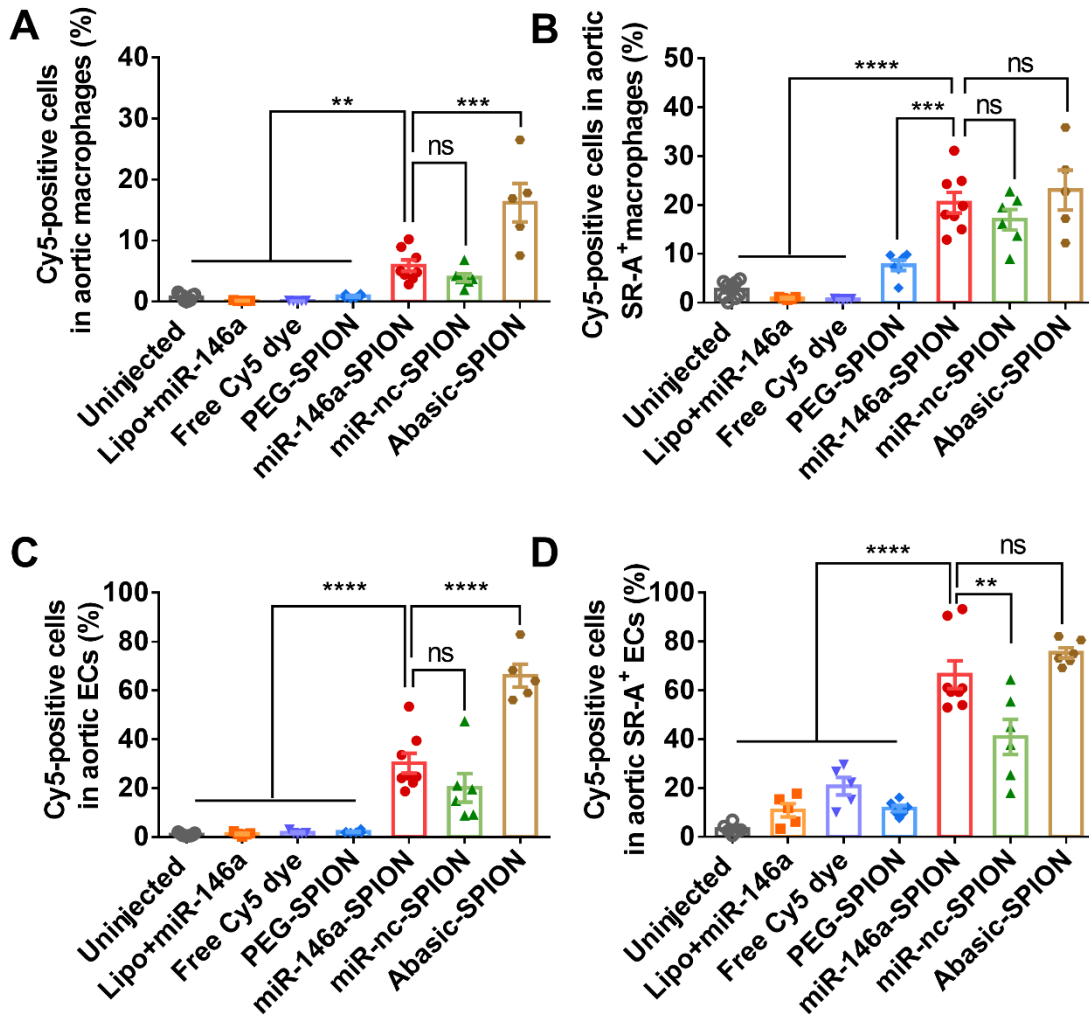 A
Cy5-positive cells
in aortic macrophages (%)
40
30
20
10
0
**
***
ns
Uninjected
Lipo+miR-146a
Free Cy5 dye
PEG-SPION
miR-146a-SPION
miR-nc-SPION
Abasic-SPION
B
Cy5-positive cells in aortic
SR-A⁺macrophages (%)
50
40
30
20
10
0
****
ns
***
ns
Uninjected
Lipo+miR-146a
Free Cy5 dye
PEG-SPION
miR-146a-SPION
miR-nc-SPION
Abasic-SPION
C
Cy5-positive cells
in aortic ECs (%)
100
80
60
40
20
0
****
****
ns
Uninjected
Lipo+miR-146a
Free Cy5 dye
PEG-SPION
miR-146a-SPION
miR-nc-SPION
Abasic-SPION
D
Cy5-positive cells
in aortic SR-A⁺ ECs (%)
100
80
60
40
20
0
****
ns
**
Uninjected
Lipo+miR-146a
Free Cy5 dye
PEG-SPION
miR-146a-SPION
miR-nc-SPION
Abasic-SPION